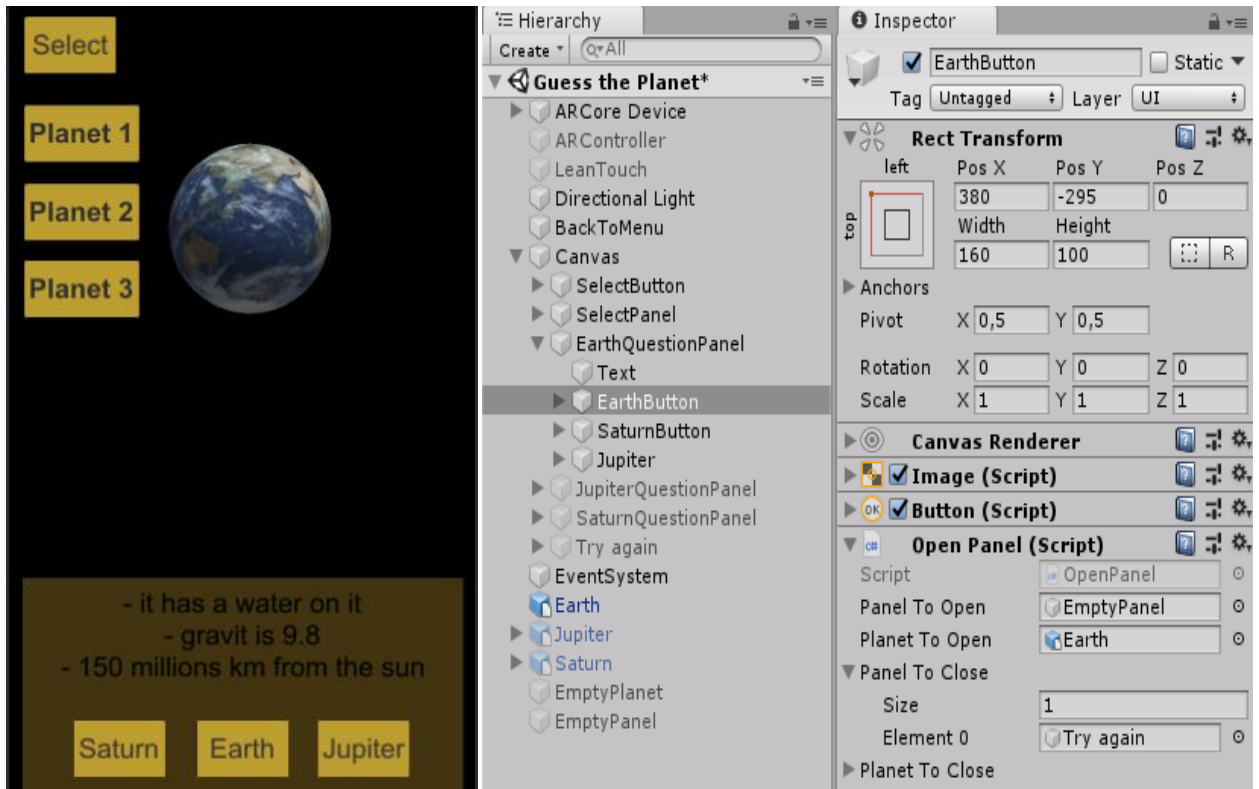 Select
Planet 1
Planet 2
Planet 3
- it has a water on it
- gravit is 9.8
- 150 millions km from the sun
Saturn Earth Jupiter
Hierarchy
Create All
Guess the Planet*
ARCore Device
ARController
LeanTouch
Directional Light
BackToMenu
Canvas
SelectButton
SelectPanel
EarthQuestionPanel
Text
EarthButton
SaturnButton
Jupiter
JupiterQuestionPanel
SaturnQuestionPanel
Try again
EventSystem
Earth
Jupiter
Saturn
EmptyPlanet
EmptyPanel
Inspector
EarthButton Static
Tag Untagged Layer UI
Rect Transform
left Pos X Pos Y Pos Z
top 380 -295 0
Width Height
160 100 R
Anchors
Pivot X 0,5 Y 0,5
Rotation X 0 Y 0 Z 0
Scale X 1 Y 1 Z 1
Canvas Renderer
Image (Script)
OK Button (Script)
C# Open Panel (Script)
Script OpenPanel
Panel To Open EmptyPanel
Planet To Open Earth
Panel To Close
Size 1
Element 0 Try again
Planet To Close